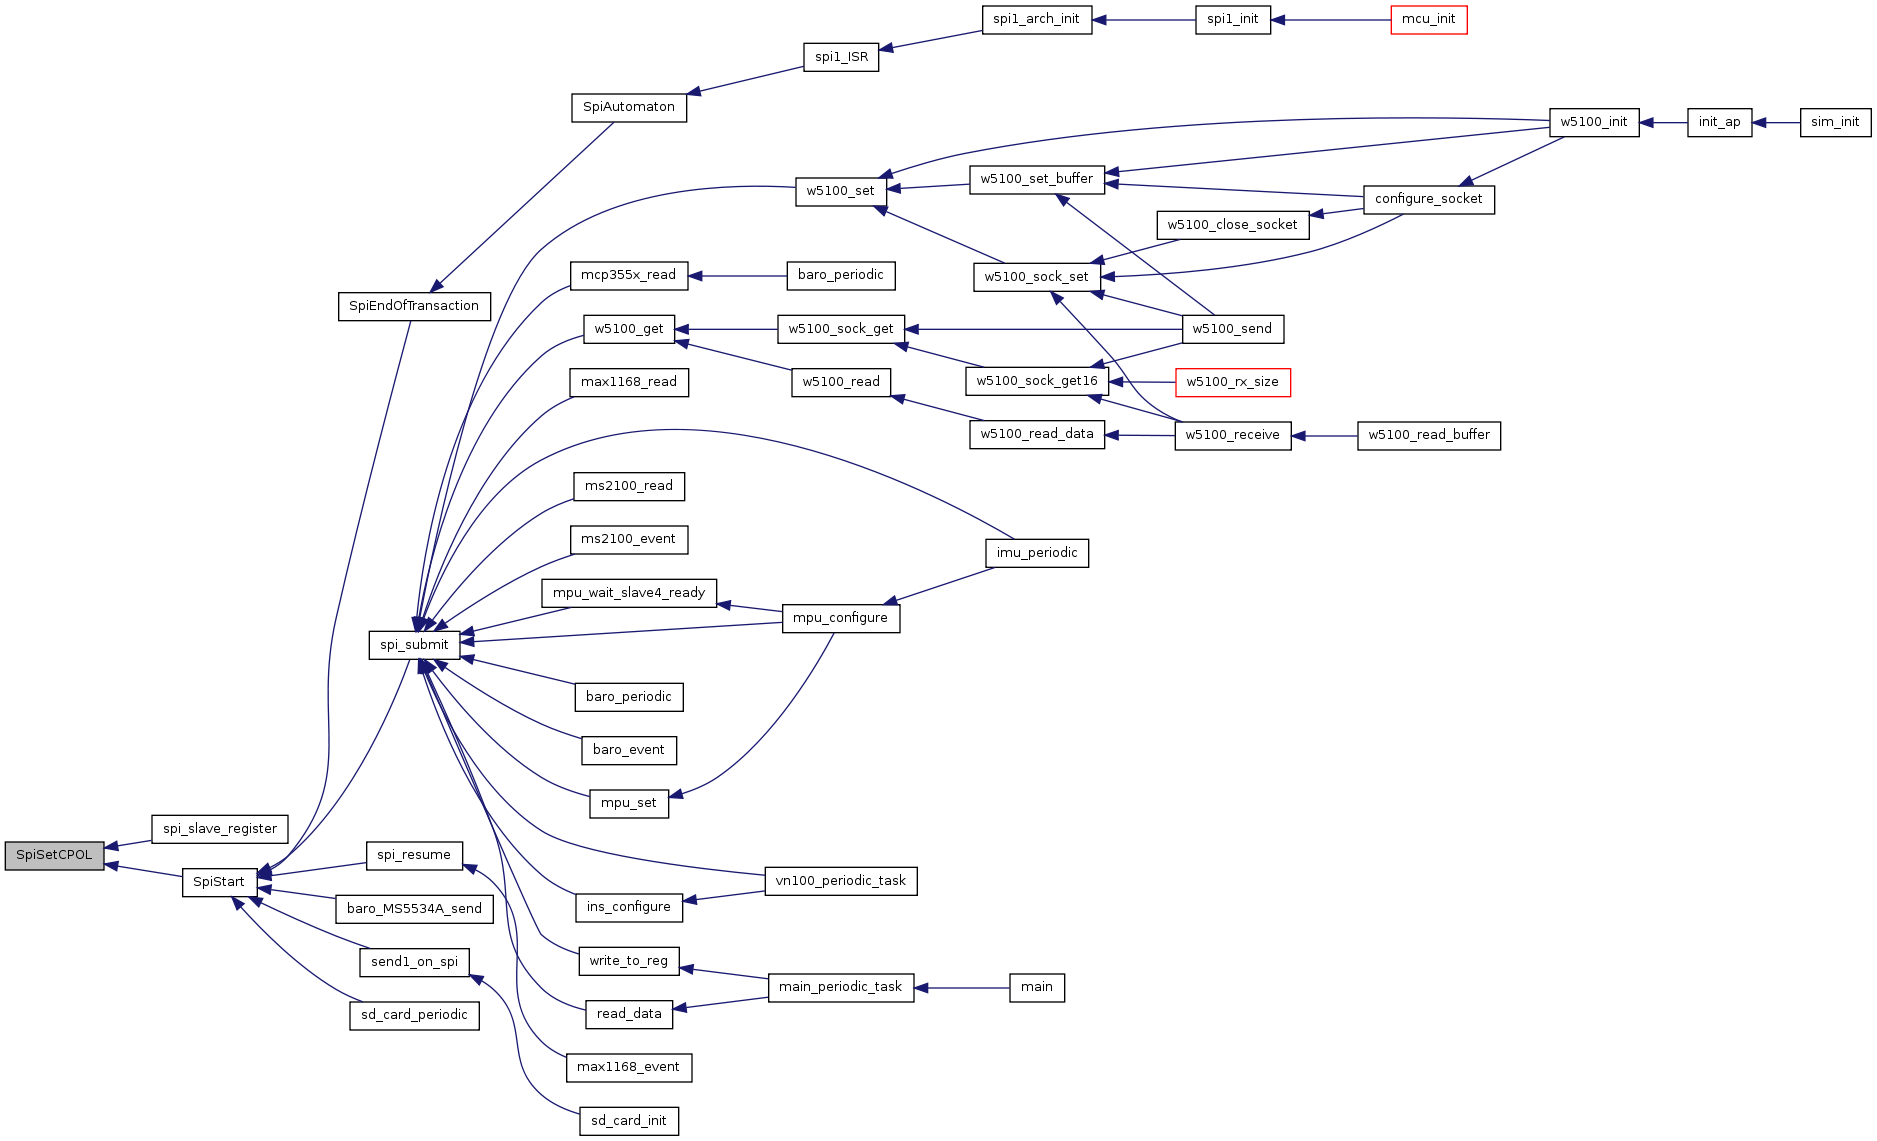 spi1_arch_init
spi1_init
mcu_init
spi1_ISR
SpiAutomaton
w5100_init
init_ap
sim_init
w5100_set
w5100_set_buffer
configure_socket
w5100_close_socket
mcp355x_read
baro_periodic
w5100_sock_set
SpiEndOfTransaction
w5100_get
w5100_sock_get
w5100_send
max1168_read
w5100_read
w5100_sock_get16
w5100_rx_size
w5100_read_data
w5100_receive
w5100_read_buffer
ms2100_read
ms2100_event
imu_periodic
mpu_wait_slave4_ready
mpu_configure
spi_submit
baro_periodic
baro_event
mpu_set
spi_slave_register
SpiSetCPOL
spi_resume
SpiStart
vn100_periodic_task
baro_MS5534A_send
ins_configure
send1_on_spi
write_to_reg
main_periodic_task
main
sd_card_periodic
read_data
max1168_event
sd_card_init